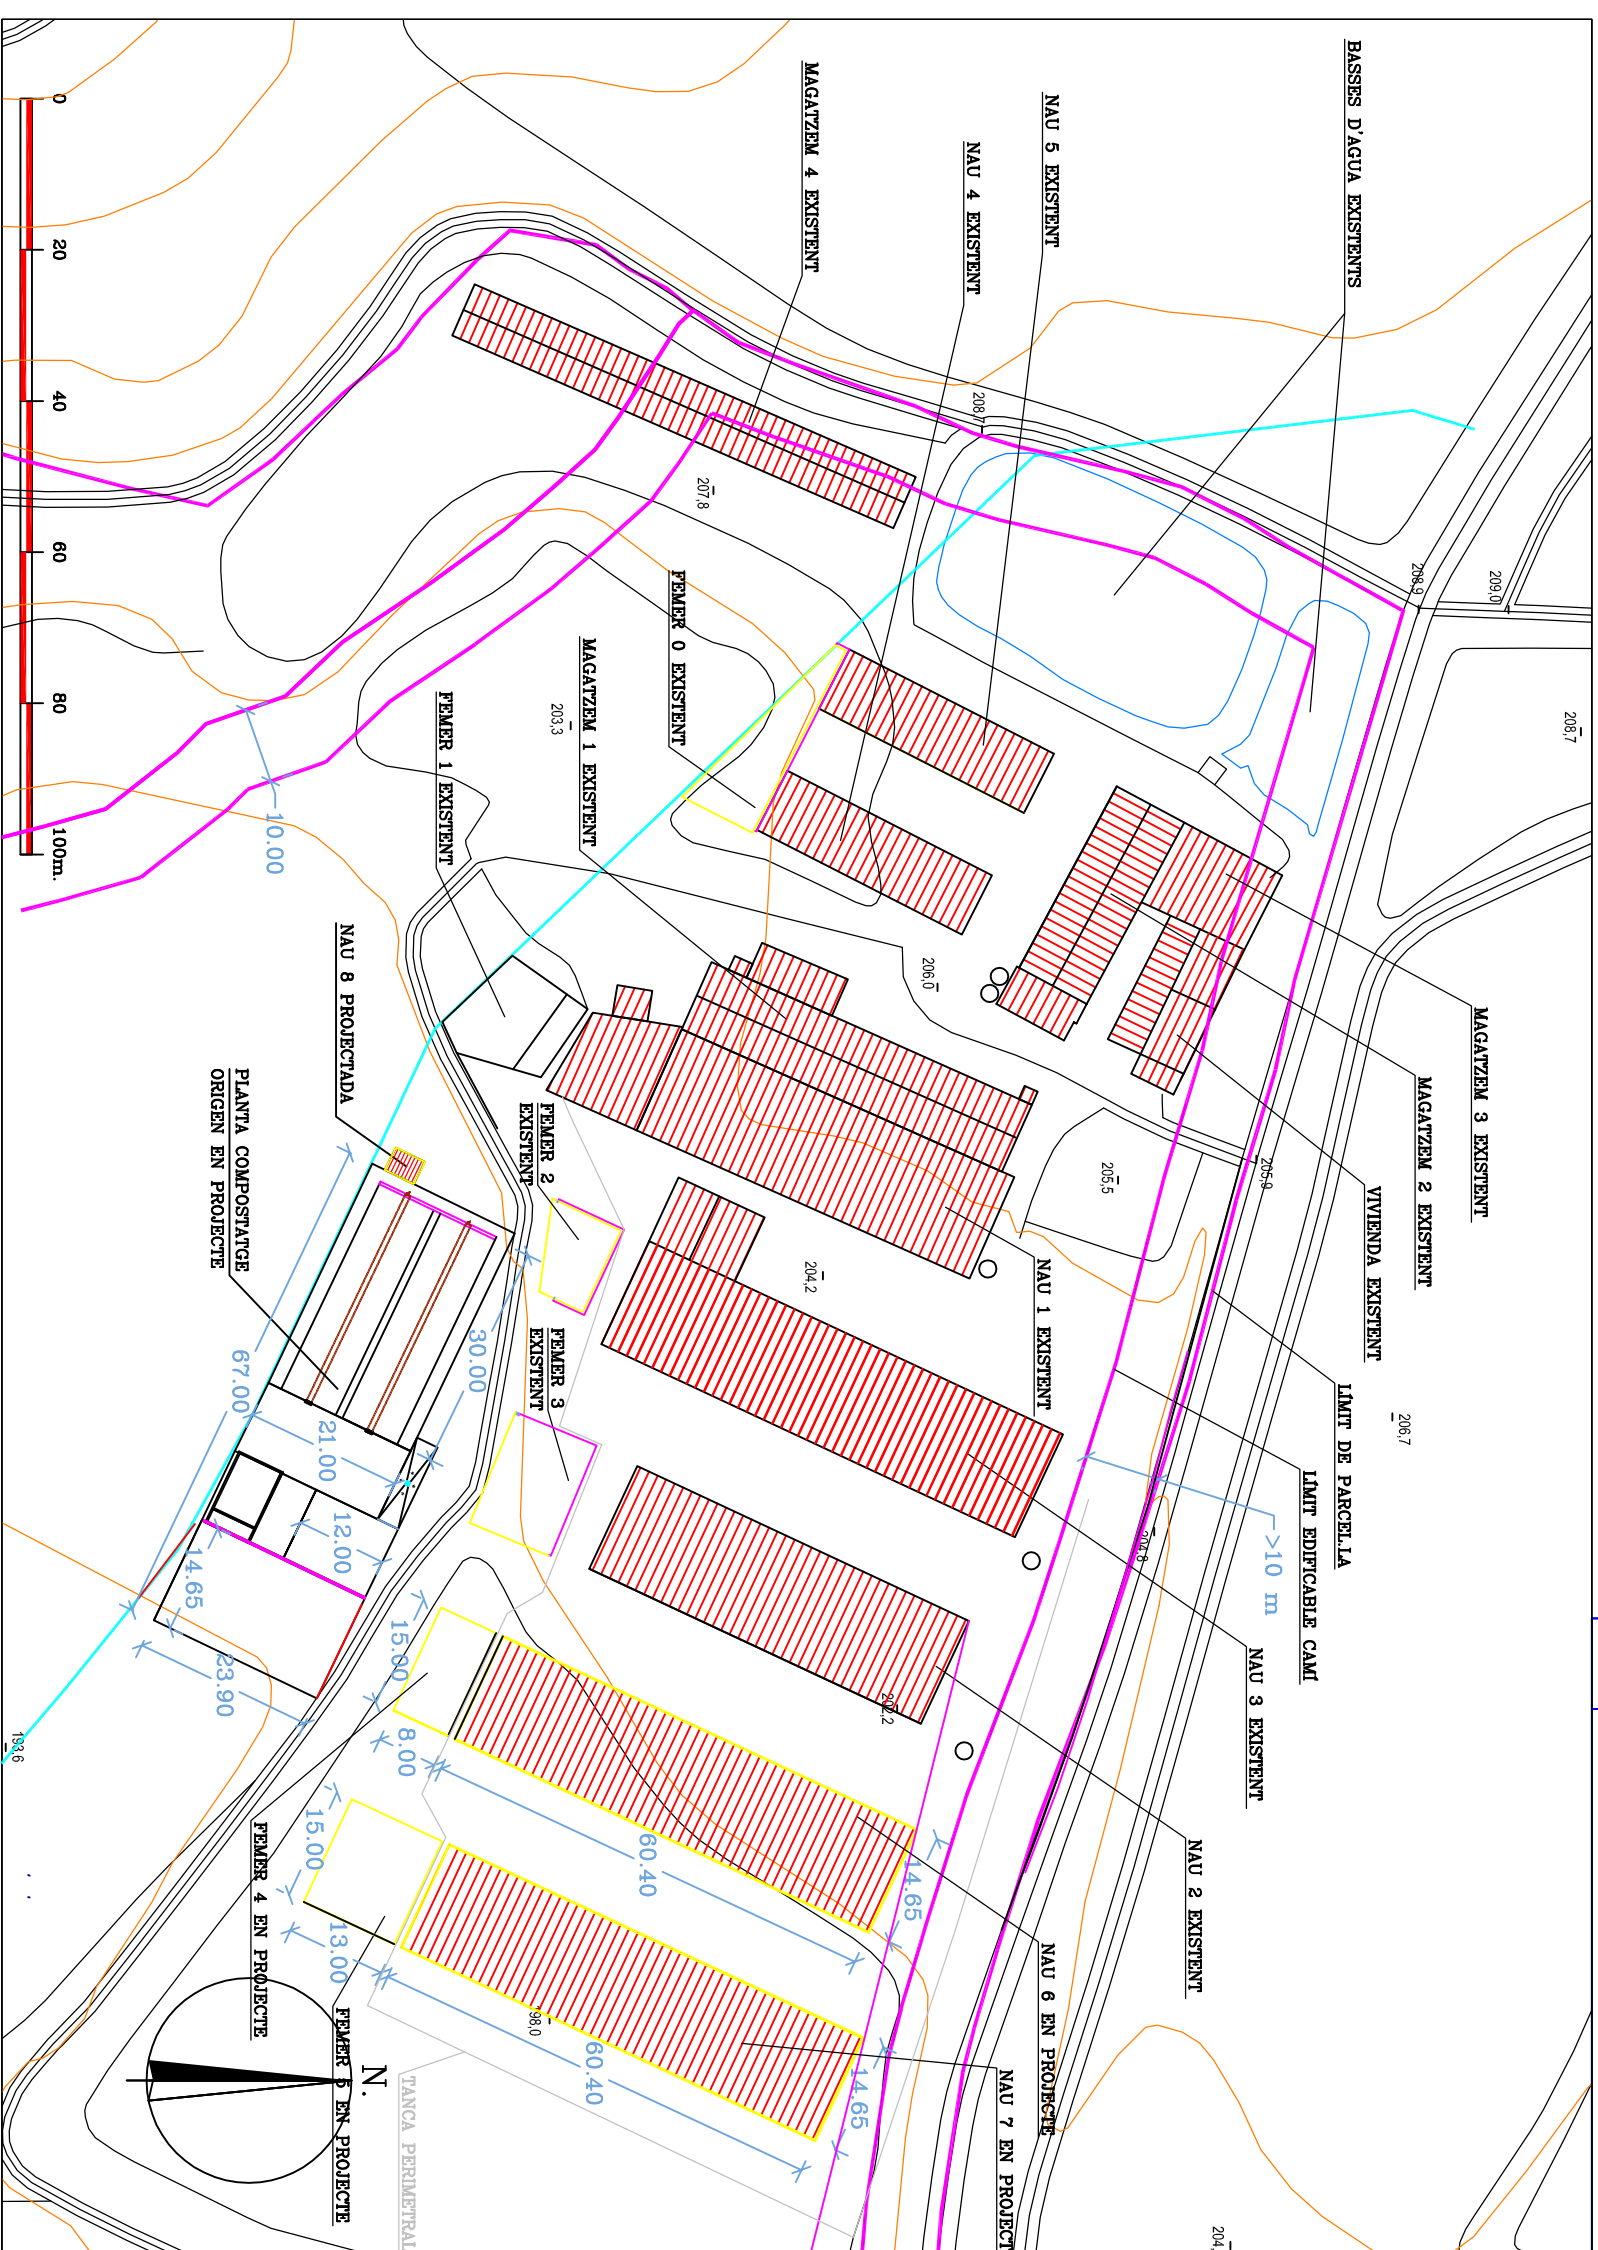 BASSES D'AGUA EXISTENTS
NAU 5 EXISTENT
NAU 4 EXISTENT
MAGATZEM 4 EXISTENT
MAGATZEM 3 EXISTENT
MAGATZEM 2 EXISTENT
VIVIENDA EXISTENT
LÍMIT DE PARCEL.LA
LÍMIT EDIFICABLE CAMÍ
NAU 3 EXISTENT
NAU 2 EXISTENT
NAU 6 EN PROJECTE
NAU 7 EN PROJECT
NAU 1 EXISTENT
FEMER 0 EXISTENT
MAGATZEM 1 EXISTENT
FEMER 1 EXISTENT
FEMER 2
EXISTENT
FEMER 3
EXISTENT
NAU 8 PROJECTADA
PLANTA COMPOSTATGE
ORIGEN EN PROJECTE
FEMER 4 EN PROJECTE
FEMER 5 EN PROJECTE
TANCA PERIMETRAL
N.
0
20
40
60
80
100m.
10.00
>10 m
67.00
30.00
21.00
12.00
14.65
23.90
15.00
8.00
60.40
14.65
15.00
13.00
60.40
14.65
208,7
208,9
209,0
208,7
207,8
203,3
206,0
205,9
205,5
204,2
206,7
204,8
202,2
198,0
193,6
204,